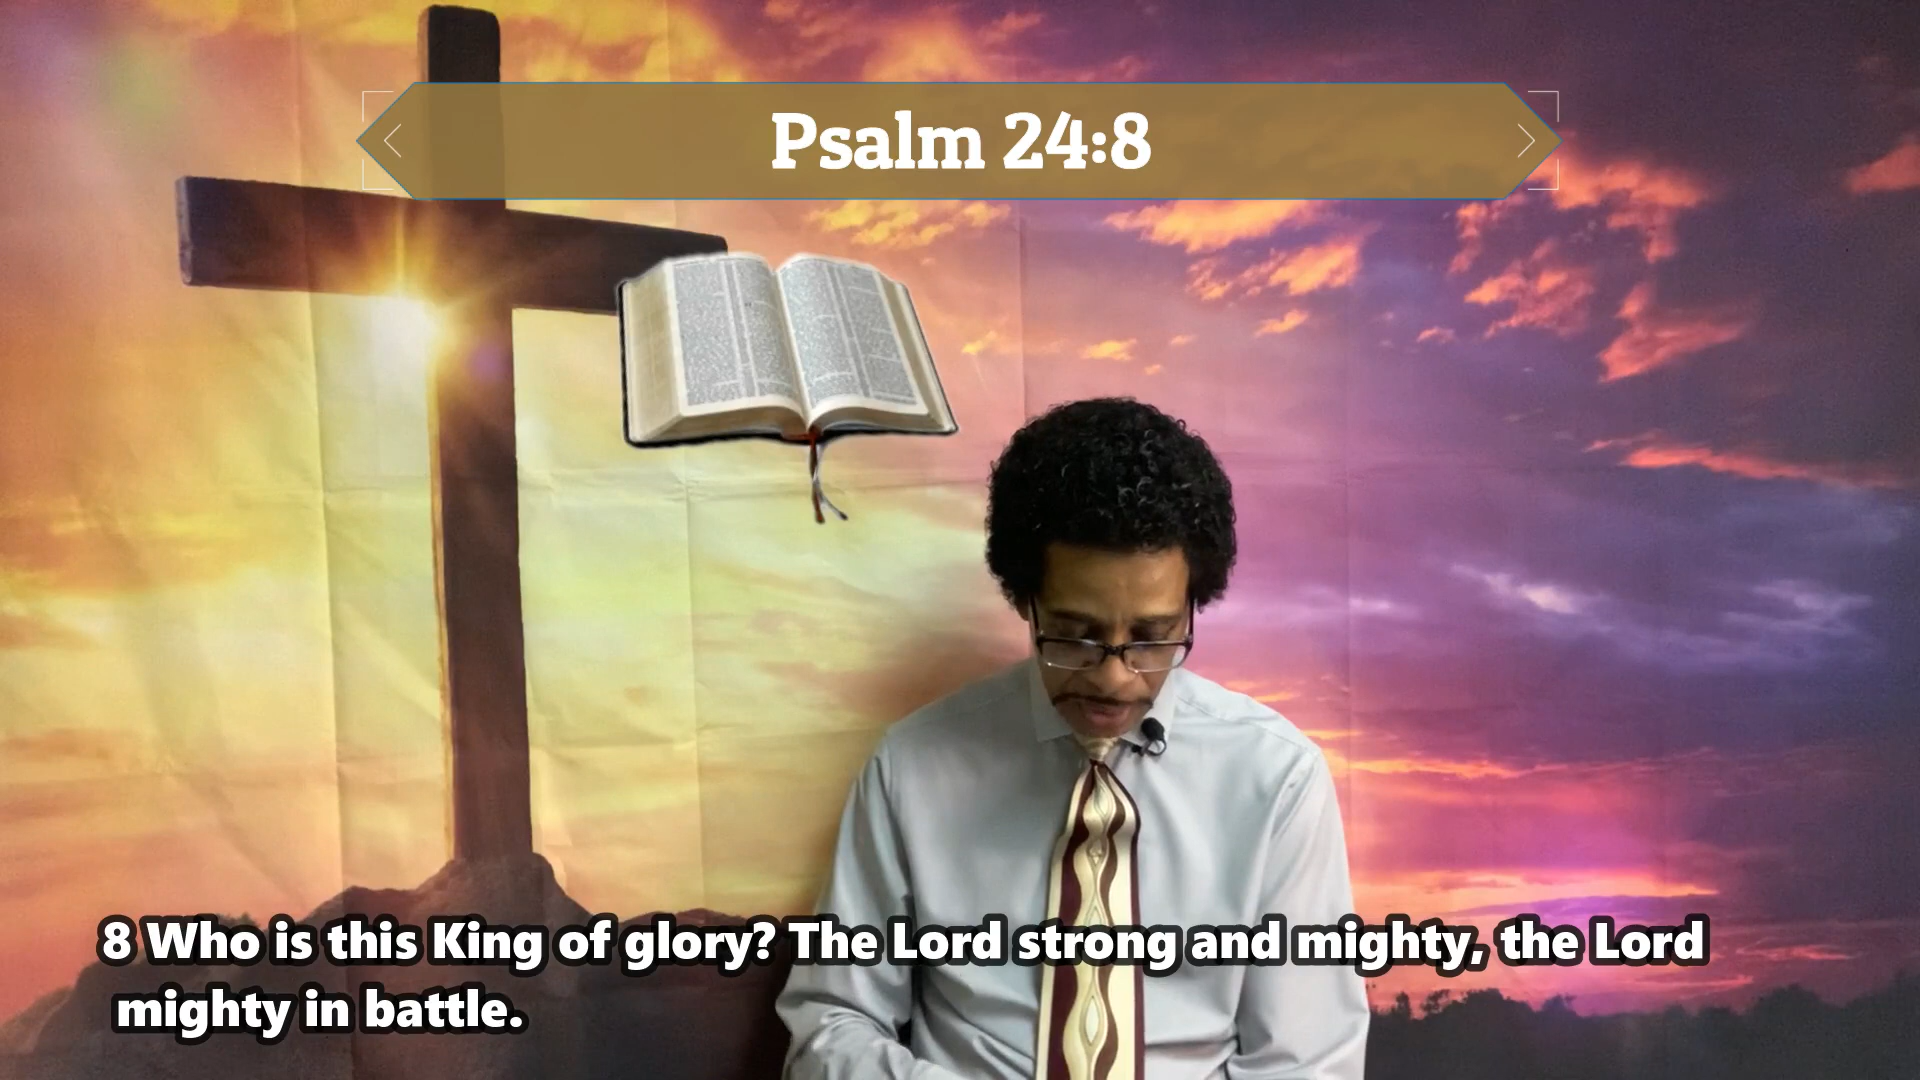 Psalm 24:8
8 Who is this King of glory? The Lord strong and mighty, the Lord
mighty in battle.